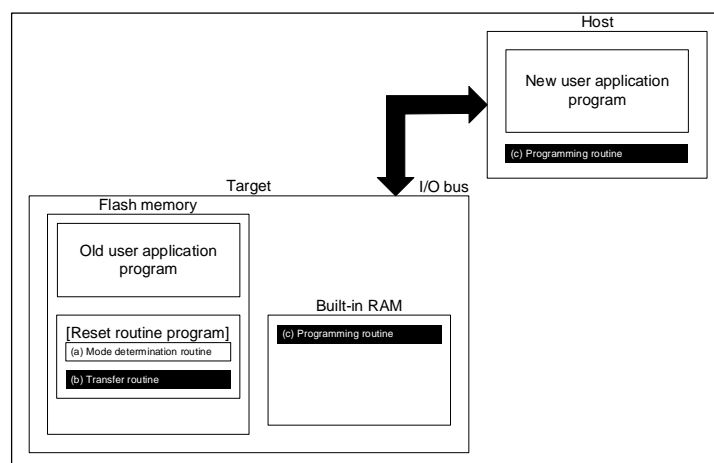 Host
New user application
program
(c) Programming routine
Target
I/O bus
Flash memory
Old user application
program
[Reset routine program]
(a) Mode determination routine
(b) Transfer routine
Built-in RAM
(c) Programming routine